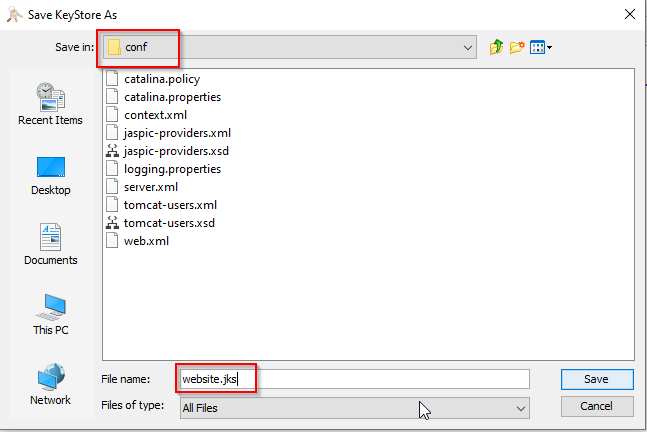 Save KeyStore As
Save in:
conf
Recent Items
Desktop
Documents
This PC
Network
catalina.policy
catalina.properties
context.xml
jaspic-providers.xml
jaspic-providers.xsd
logging.properties
server.xml
tomcat-users.xml
tomcat-users.xsd
web.xml
File name:
website.jks
Save
Files of type:
All Files
Cancel